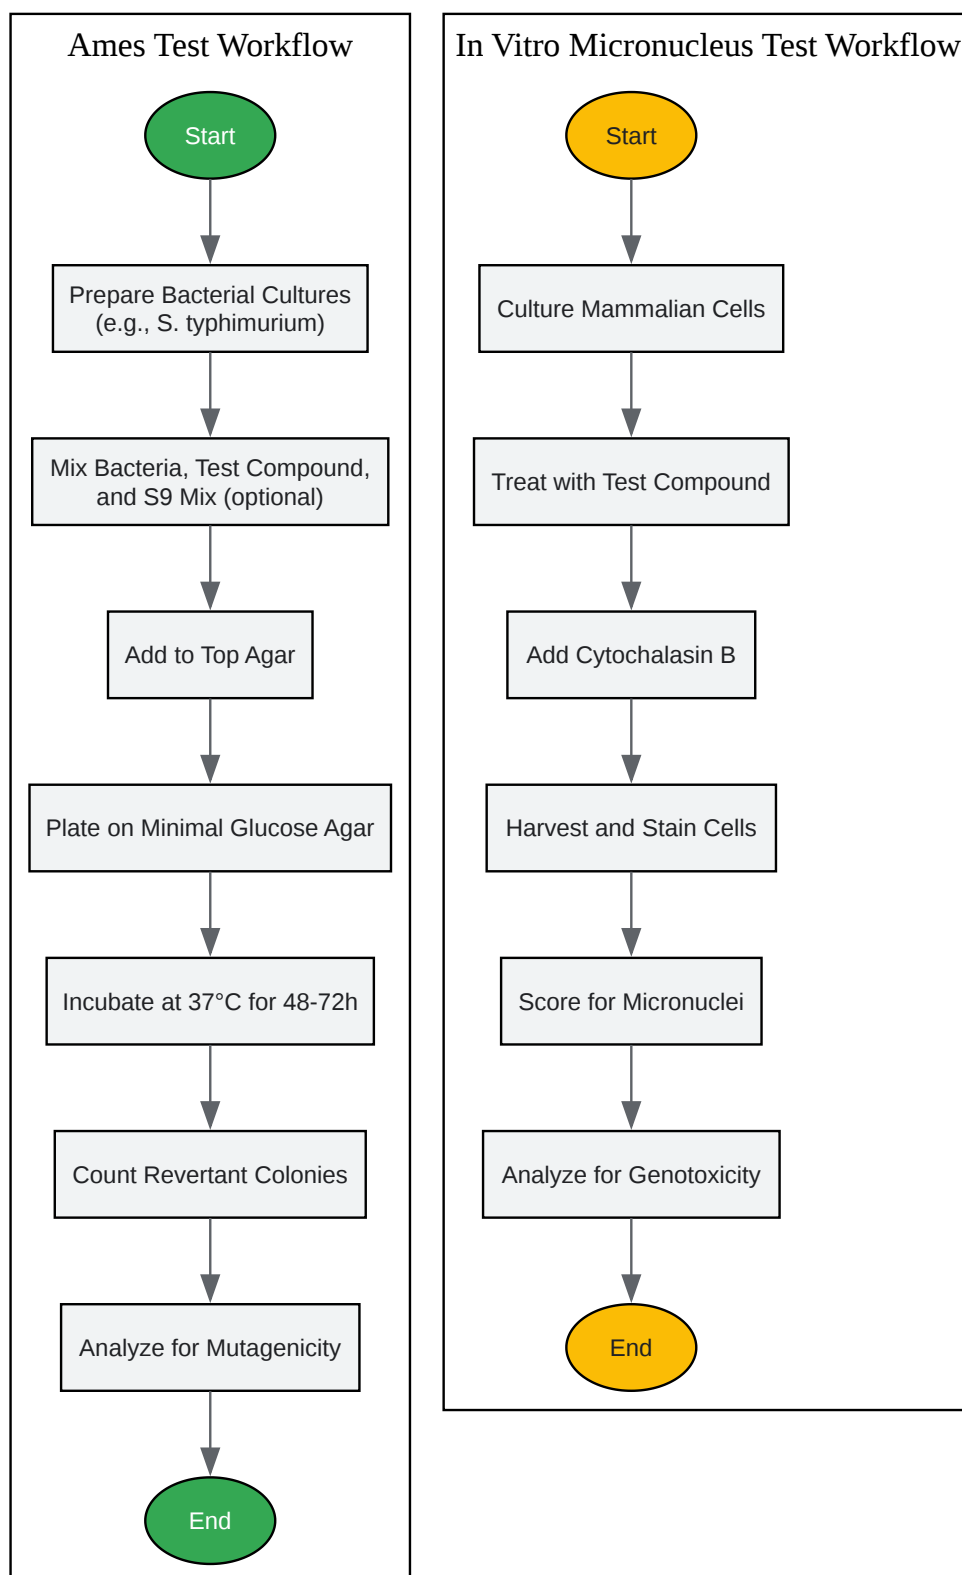 Ames Test Workflow
Start
Prepare Bacterial Cultures
(e.g., S. typhimurium)
Mix Bacteria, Test Compound,
and S9 Mix (optional)
Add to Top Agar
Plate on Minimal Glucose Agar
Incubate at 37°C for 48-72h
Count Revertant Colonies
Analyze for Mutagenicity
End
In Vitro Micronucleus Test Workflow
Start
Culture Mammalian Cells
Treat with Test Compound
Add Cytochalasin B
Harvest and Stain Cells
Score for Micronuclei
Analyze for Genotoxicity
End